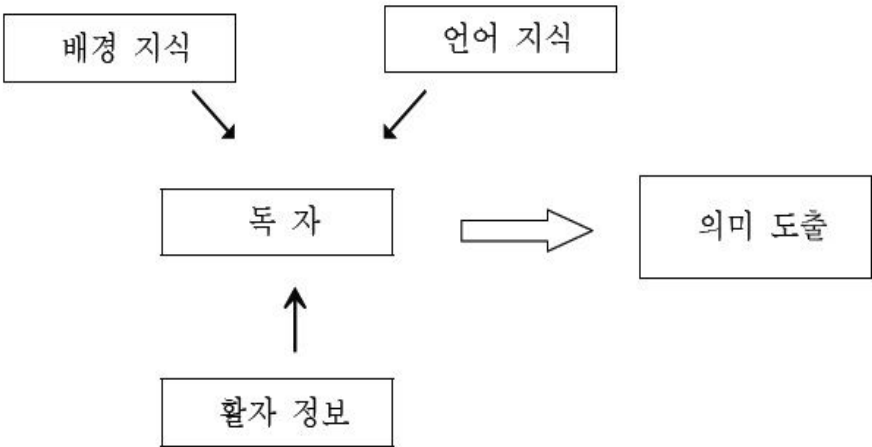 배경 지식
언어 지식
독 자
의미 도출
활자 정보